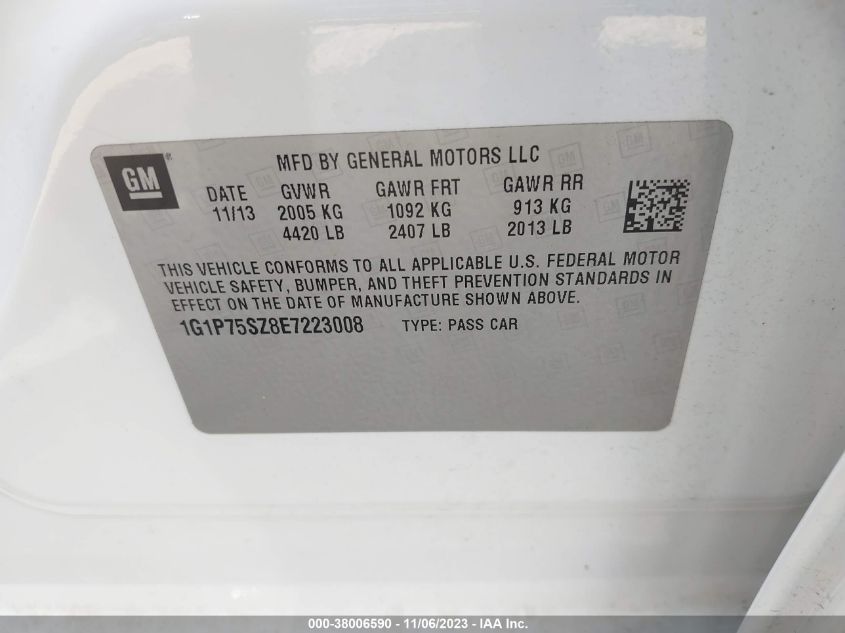 GM ®
MFD BY GENERAL MOTORS LLC
DATE GVWR GAWR FRT GAWR RR
11/13 2005 KG 1092 KG 913 KG
4420 LB 2407 LB 2013 LB
THIS VEHICLE CONFORMS TO ALL APPLICABLE U.S. FEDERAL MOTOR
VEHICLE SAFETY, BUMPER, AND THEFT PREVENTION STANDARDS IN
EFFECT ON THE DATE OF MANUFACTURE SHOWN ABOVE.
1G1P75SZ8E7223008 TYPE: PASS CAR
000-38006590 - 11/06/2023 - IAA Inc.